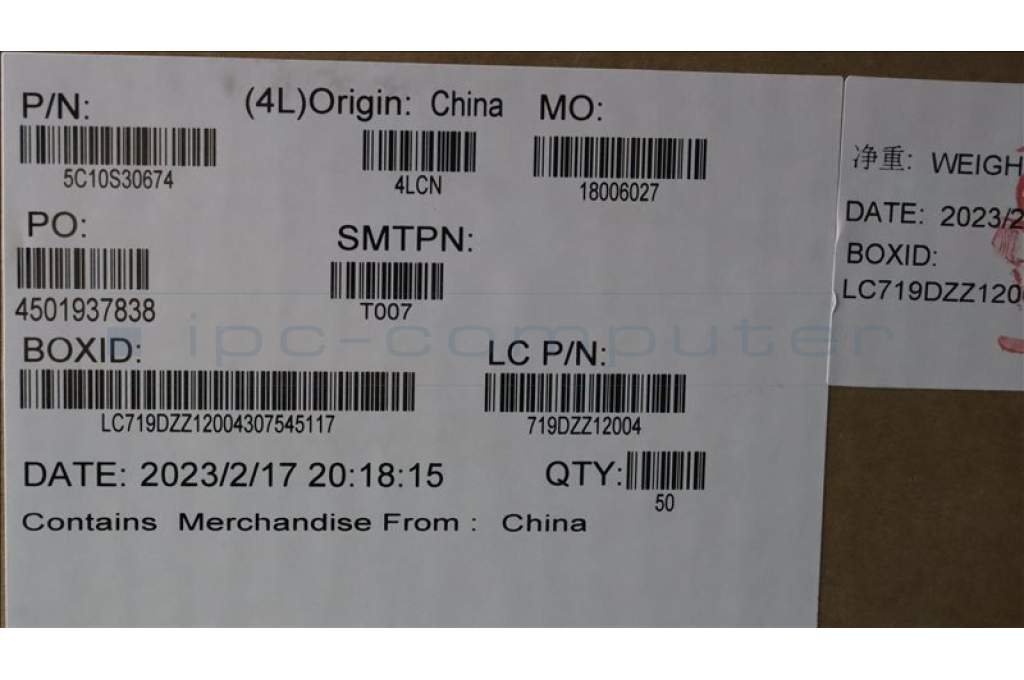 P/N: (4L)Origin: China MO:
5C10S30674 4LCN 18006027
PO: SMTPN:
4501937838 T007
BOXID: LC P/N:
LC719DZZ12004307545117 719DZZ12004
DATE: 2023/2/17 20:18:15 QTY:
50
Contains Merchandise From : China
净重: WEIGH
DATE: 2023/2
BOXID:
LC719DZZ120
ipc-computer